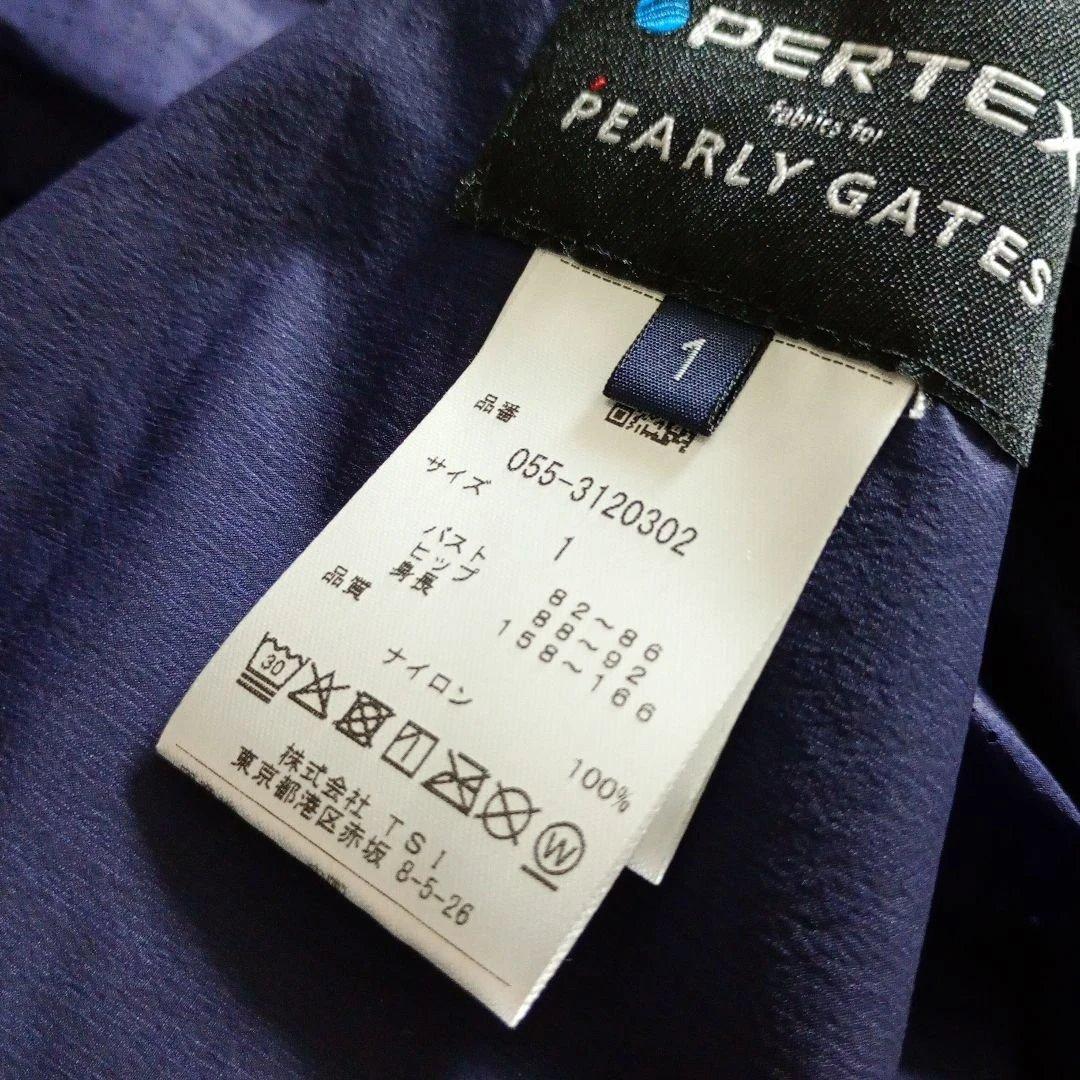 PERTEX
fabrics for
PEARLY GATES
1
品番 055-3120302
サイズ 1
バスト 82～86
ヒップ 88～92
身長 158～166
品質
ナイロン 100%
30
W
株式会社 TSI
東京都港区赤坂 8-5-26